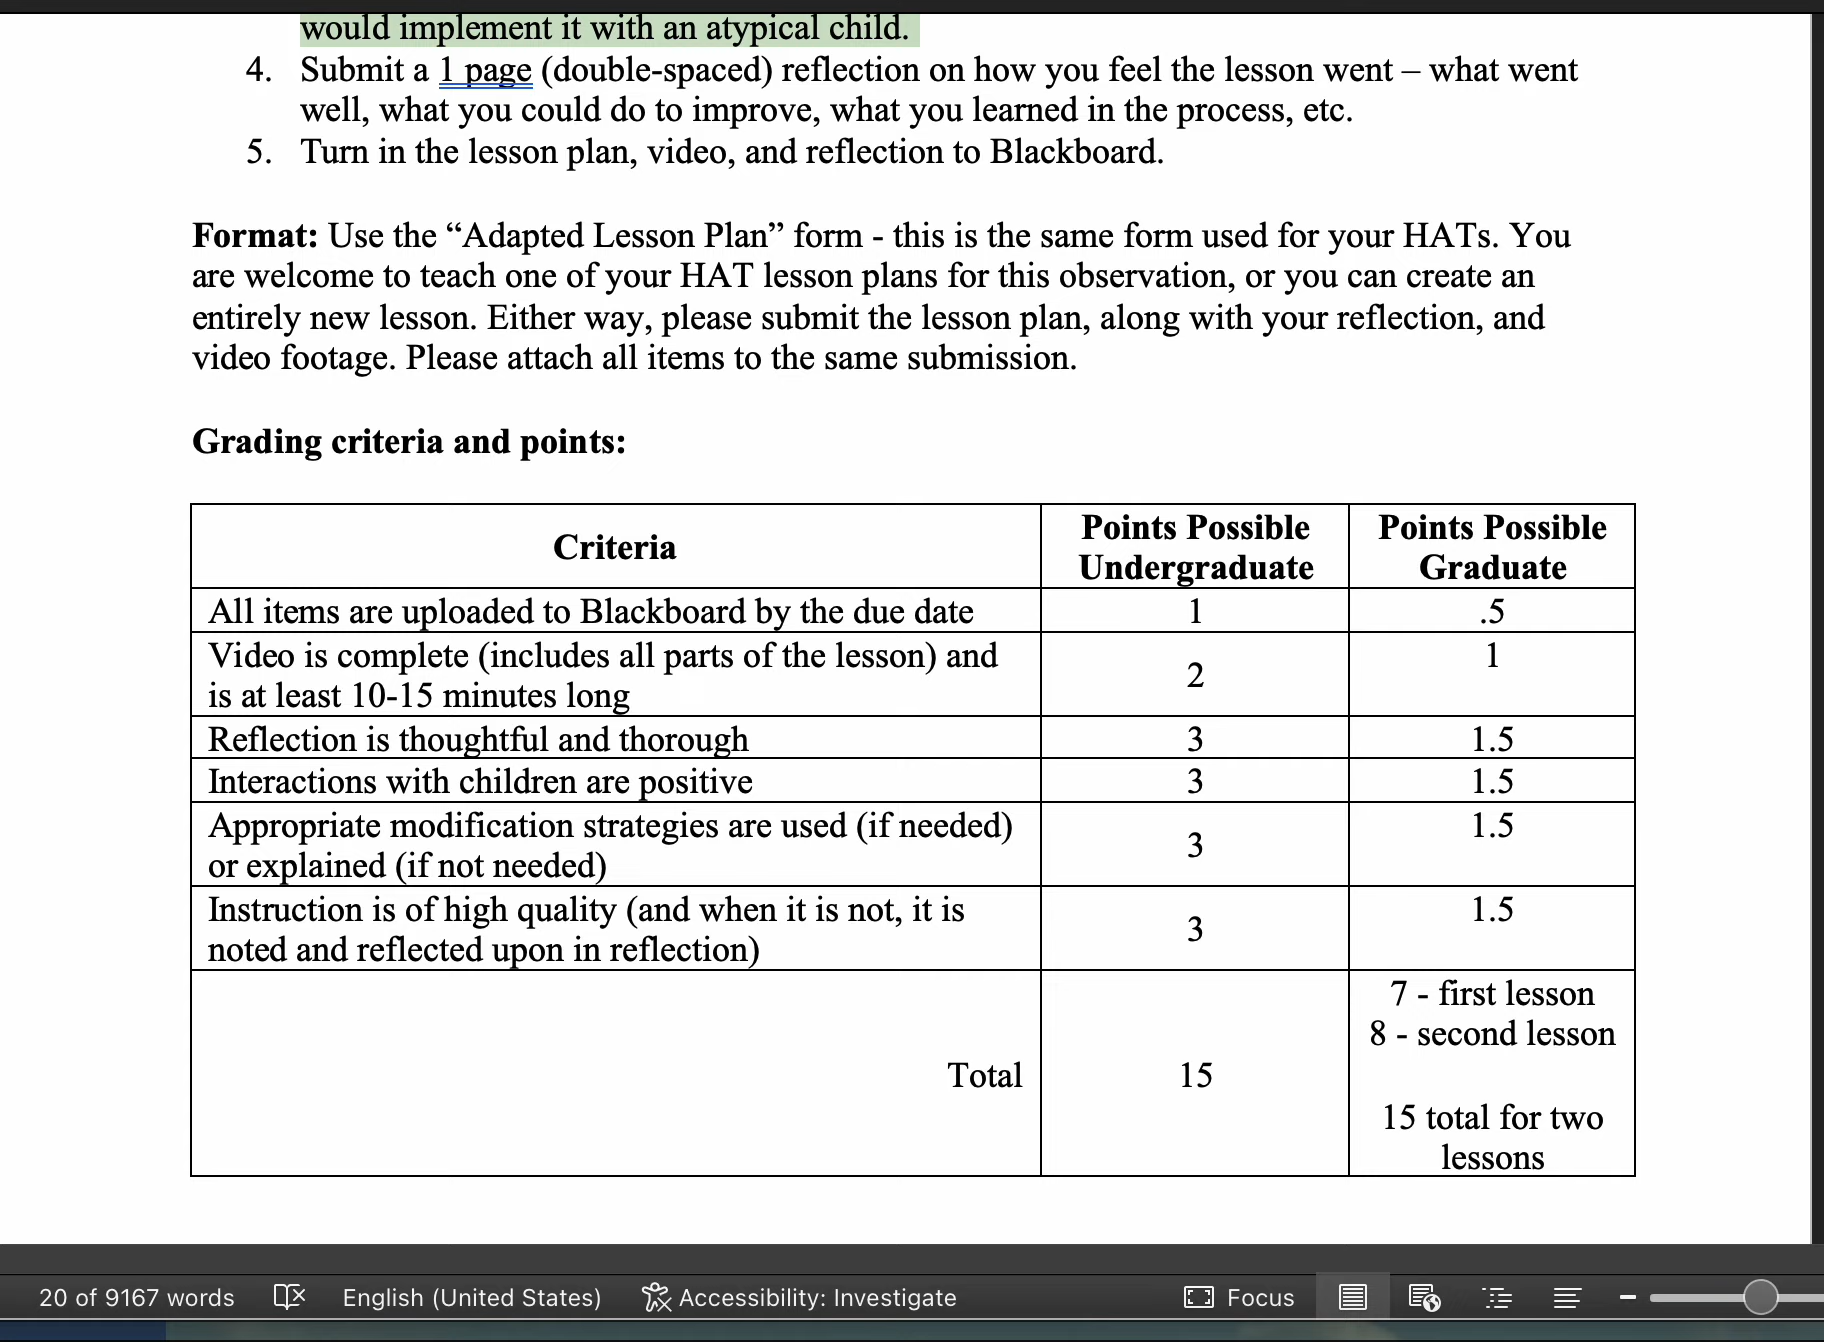 would implement it with an atypical child.
4. Submit a 1 page (double-spaced) reflection on how you feel the lesson went – what went
well, what you could do to improve, what you learned in the process, etc.
5. Turn in the lesson plan, video, and reflection to Blackboard.
Format: Use the “Adapted Lesson Plan” form - this is the same form used for your HATs. You
are welcome to teach one of your HAT lesson plans for this observation, or you can create an
entirely new lesson. Either way, please submit the lesson plan, along with your reflection, and
video footage. Please attach all items to the same submission.
Grading criteria and points:
Criteria
Points Possible
Undergraduate
Points Possible
Graduate
All items are uploaded to Blackboard by the due date
1
.5
Video is complete (includes all parts of the lesson) and
is at least 10-15 minutes long
2
1
Reflection is thoughtful and thorough
3
1.5
Interactions with children are positive
3
1.5
Appropriate modification strategies are used (if needed)
or explained (if not needed)
3
1.5
Instruction is of high quality (and when it is not, it is
noted and reflected upon in reflection)
3
1.5
Total
15
7 - first lesson
8 - second lesson
15 total for two
lessons
20 of 9167 words
English (United States)
Accessibility: Investigate
Focus